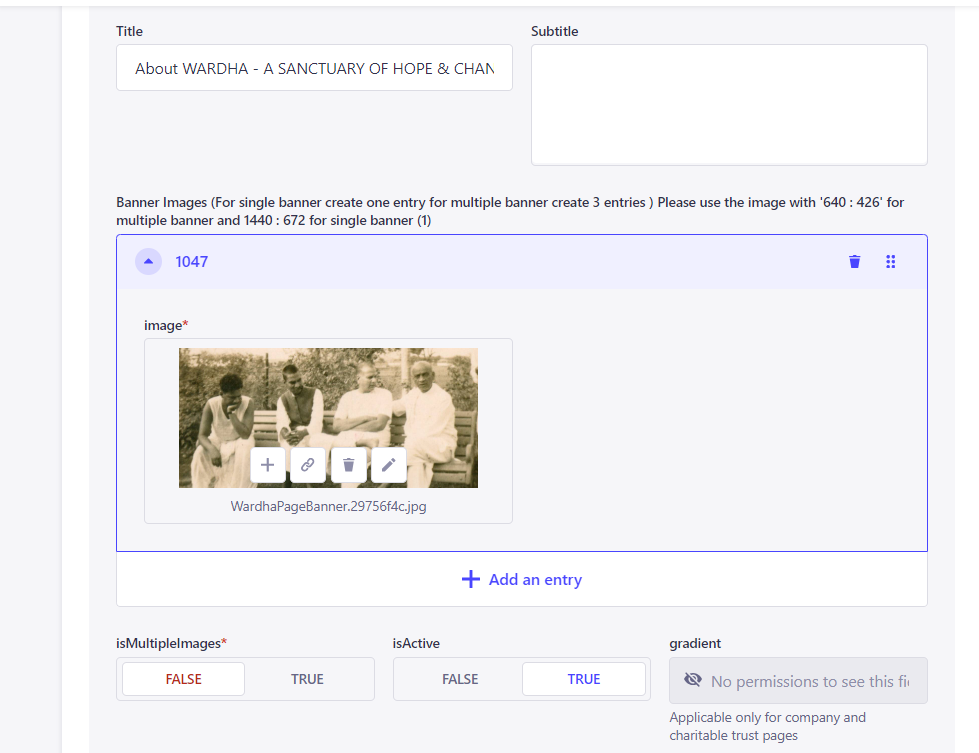 Title
Subtitle
About WARDHA - A SANCTUARY OF HOPE & CHAN
Banner Images (For single banner create one entry for multiple banner create 3 entries ) Please use the image with '640 : 426' for
multiple banner and 1440 : 672 for single banner (1)
1047
image*
WardhaPageBanner.29756f4c.jpg
Add an entry
isMultipleImages*
isActive
gradient
FALSE
TRUE
FALSE
TRUE
No permissions to see this fi
Applicable only for company and
charitable trust pages